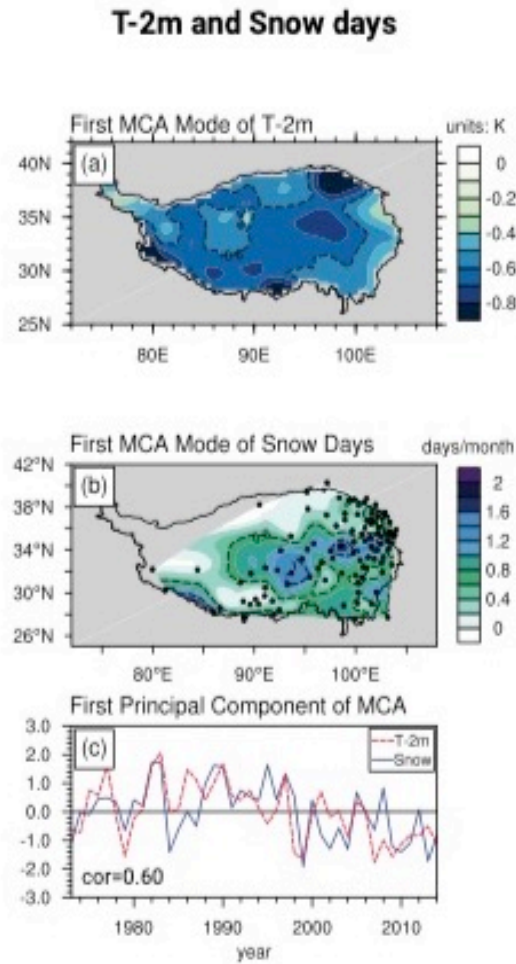 T-2m and Snow days
First MCA Mode of T-2m
units: K
(a)
40N
35N
30N
25N
80E 90E 100E
0
-0.2
-0.4
-0.6
-0.8
First MCA Mode of Snow Days
days/month
(b)
42°N
38°N
34°N
30°N
26°N
80°E 90°E 100°E
2
1.6
1.2
0.8
0.4
0
First Principal Component of MCA
(c)
T-2m
Snow
3.0
2.0
1.0
0.0
-1.0
-2.0
-3.0
cor=0.60
1980 1990 2000 2010
year